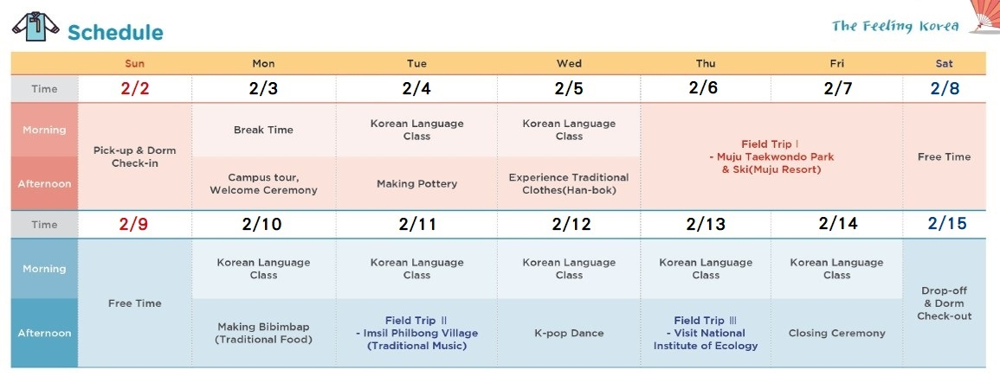 Schedule
The Feeling Korea
Sun Mon Tue Wed Thu Fri Sat
Time 2/2 2/3 2/4 2/5 2/6 2/7 2/8
Morning
Afternoon
Pick-up & Dorm
Check-in
Break Time
Campus tour,
Welcome Ceremony
Korean Language
Class
Making Pottery
Korean Language
Class
Experience Traditional
Clothes(Han-bok)
Field Trip Ⅰ
- Muju Taekwondo Park
& Ski(Muju Resort)
Free Time
Time 2/9 2/10 2/11 2/12 2/13 2/14 2/15
Morning
Afternoon
Free Time
Korean Language
Class
Making Bibimbap
(Traditional Food)
Korean Language
Class
Field Trip Ⅱ
- Imsil Philbong Village
(Traditional Music)
Korean Language
Class
K-pop Dance
Korean Language
Class
Field Trip Ⅲ
- Visit National
Institute of Ecology
Korean Language
Class
Closing Ceremony
Drop-off
& Dorm
Check-out